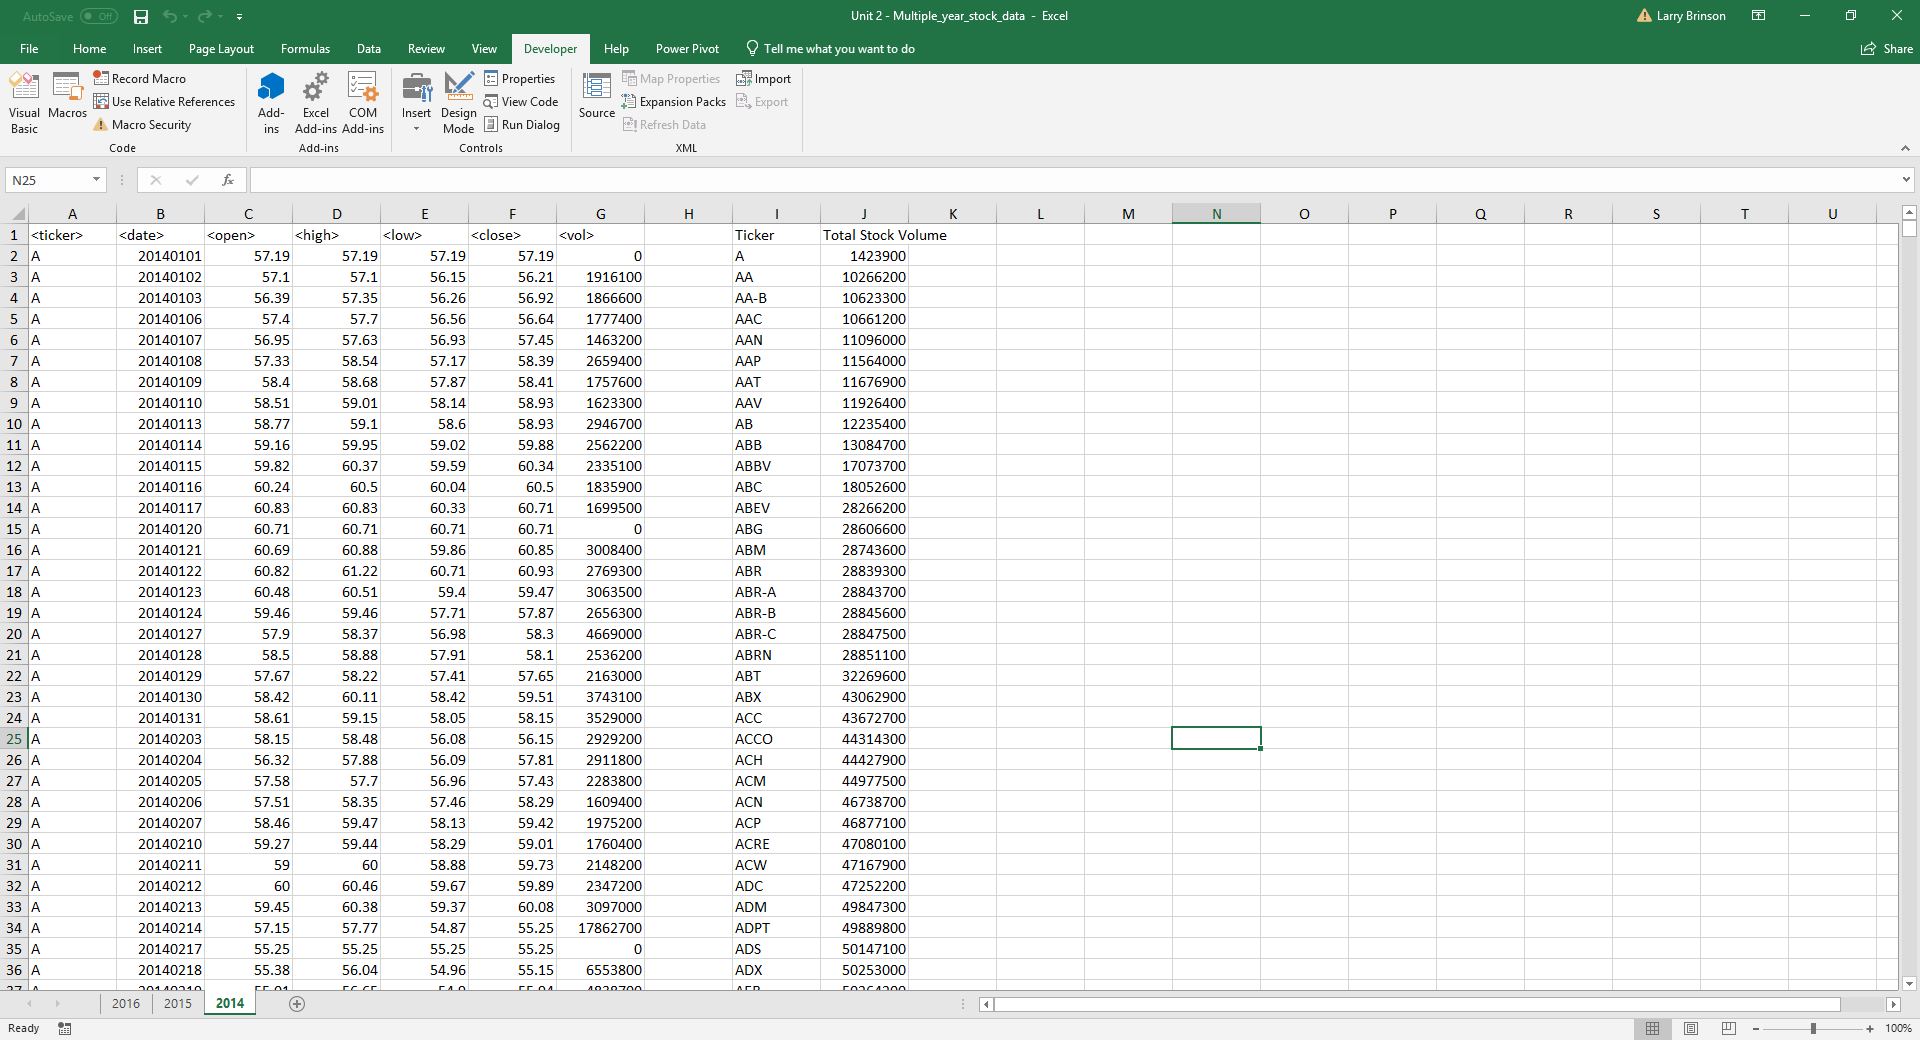 AutoSave Off Unit 2 - Multiple_year_stock_data - Excel Larry Brinson
File Home Insert Page Layout Formulas Data Review View Developer Help Power Pivot Tell me what you want to do Share
Visual Basic
Macros
Record Macro
Use Relative References
Macro Security
Code
Add-ins
Excel Add-ins
COM Add-ins
Add-ins
Insert
Design Mode
Properties
View Code
Run Dialog
Controls
Source
Map Properties
Expansion Packs
Refresh Data
Import
Export
XML
N25 fx
A B C D E F G H I J K L M N O P Q R S T U
1 <ticker> <date> <open> <high> <low> <close> <vol> Ticker Total Stock Volume
2 A 20140101 57.19 57.19 57.19 57.19 0 A 1423900
3 A 20140102 57.1 57.1 56.15 56.21 1916100 AA 10266200
4 A 20140103 56.39 57.35 56.26 56.92 1866600 AA-B 10623300
5 A 20140106 57.4 57.7 56.56 56.64 1777400 AAC 10661200
6 A 20140107 56.95 57.63 56.93 57.45 1463200 AAN 11096000
7 A 20140108 57.33 58.54 57.17 58.39 2659400 AAP 11564000
8 A 20140109 58.4 58.68 57.87 58.41 1757600 AAT 11676900
9 A 20140110 58.51 59.01 58.14 58.93 1623300 AAV 11926400
10 A 20140113 58.77 59.1 58.6 58.93 2946700 AB 12235400
11 A 20140114 59.16 59.95 59.02 59.88 2562200 ABB 13084700
12 A 20140115 59.82 60.37 59.59 60.34 2335100 ABBV 17073700
13 A 20140116 60.24 60.5 60.04 60.5 1835900 ABC 18052600
14 A 20140117 60.83 60.83 60.33 60.71 1699500 ABEV 28266200
15 A 20140120 60.71 60.71 60.71 60.71 0 ABG 28606600
16 A 20140121 60.69 60.88 59.86 60.85 3008400 ABM 28743600
17 A 20140122 60.82 61.22 60.71 60.93 2769300 ABR 28839300
18 A 20140123 60.48 60.51 59.4 59.47 3063500 ABR-A 28843700
19 A 20140124 59.46 59.46 57.71 57.87 2656300 ABR-B 28845600
20 A 20140127 57.9 58.37 56.98 58.3 4669000 ABR-C 28847500
21 A 20140128 58.5 58.88 57.91 58.1 2536200 ABRN 28851100
22 A 20140129 57.67 58.22 57.41 57.65 2163000 ABT 32269600
23 A 20140130 58.42 60.11 58.42 59.51 3743100 ABX 43062900
24 A 20140131 58.61 59.15 58.05 58.15 3529000 ACC 43672700
25 A 20140203 58.15 58.48 56.08 56.15 2929200 ACCO 44314300
26 A 20140204 56.32 57.88 56.09 57.81 2911800 ACH 44427900
27 A 20140205 57.58 57.7 56.96 57.43 2283800 ACM 44977500
28 A 20140206 57.51 58.35 57.46 58.29 1609400 ACN 46738700
29 A 20140207 58.46 59.47 58.13 59.42 1975200 ACP 46877100
30 A 20140210 59.27 59.44 58.29 59.01 1760400 ACRE 47080100
31 A 20140211 59 60 58.88 59.73 2148200 ACW 47167900
32 A 20140212 60 60.46 59.67 59.89 2347200 ADC 47252200
33 A 20140213 59.45 60.38 59.37 60.08 3097000 ADM 49847300
34 A 20140214 57.15 57.77 54.87 55.25 17862700 ADPT 49889800
35 A 20140217 55.25 55.25 55.25 55.25 0 ADS 50147100
36 A 20140218 55.38 56.04 54.96 55.15 6553800 ADX 50253000
2016 2015 2014
Ready 100%